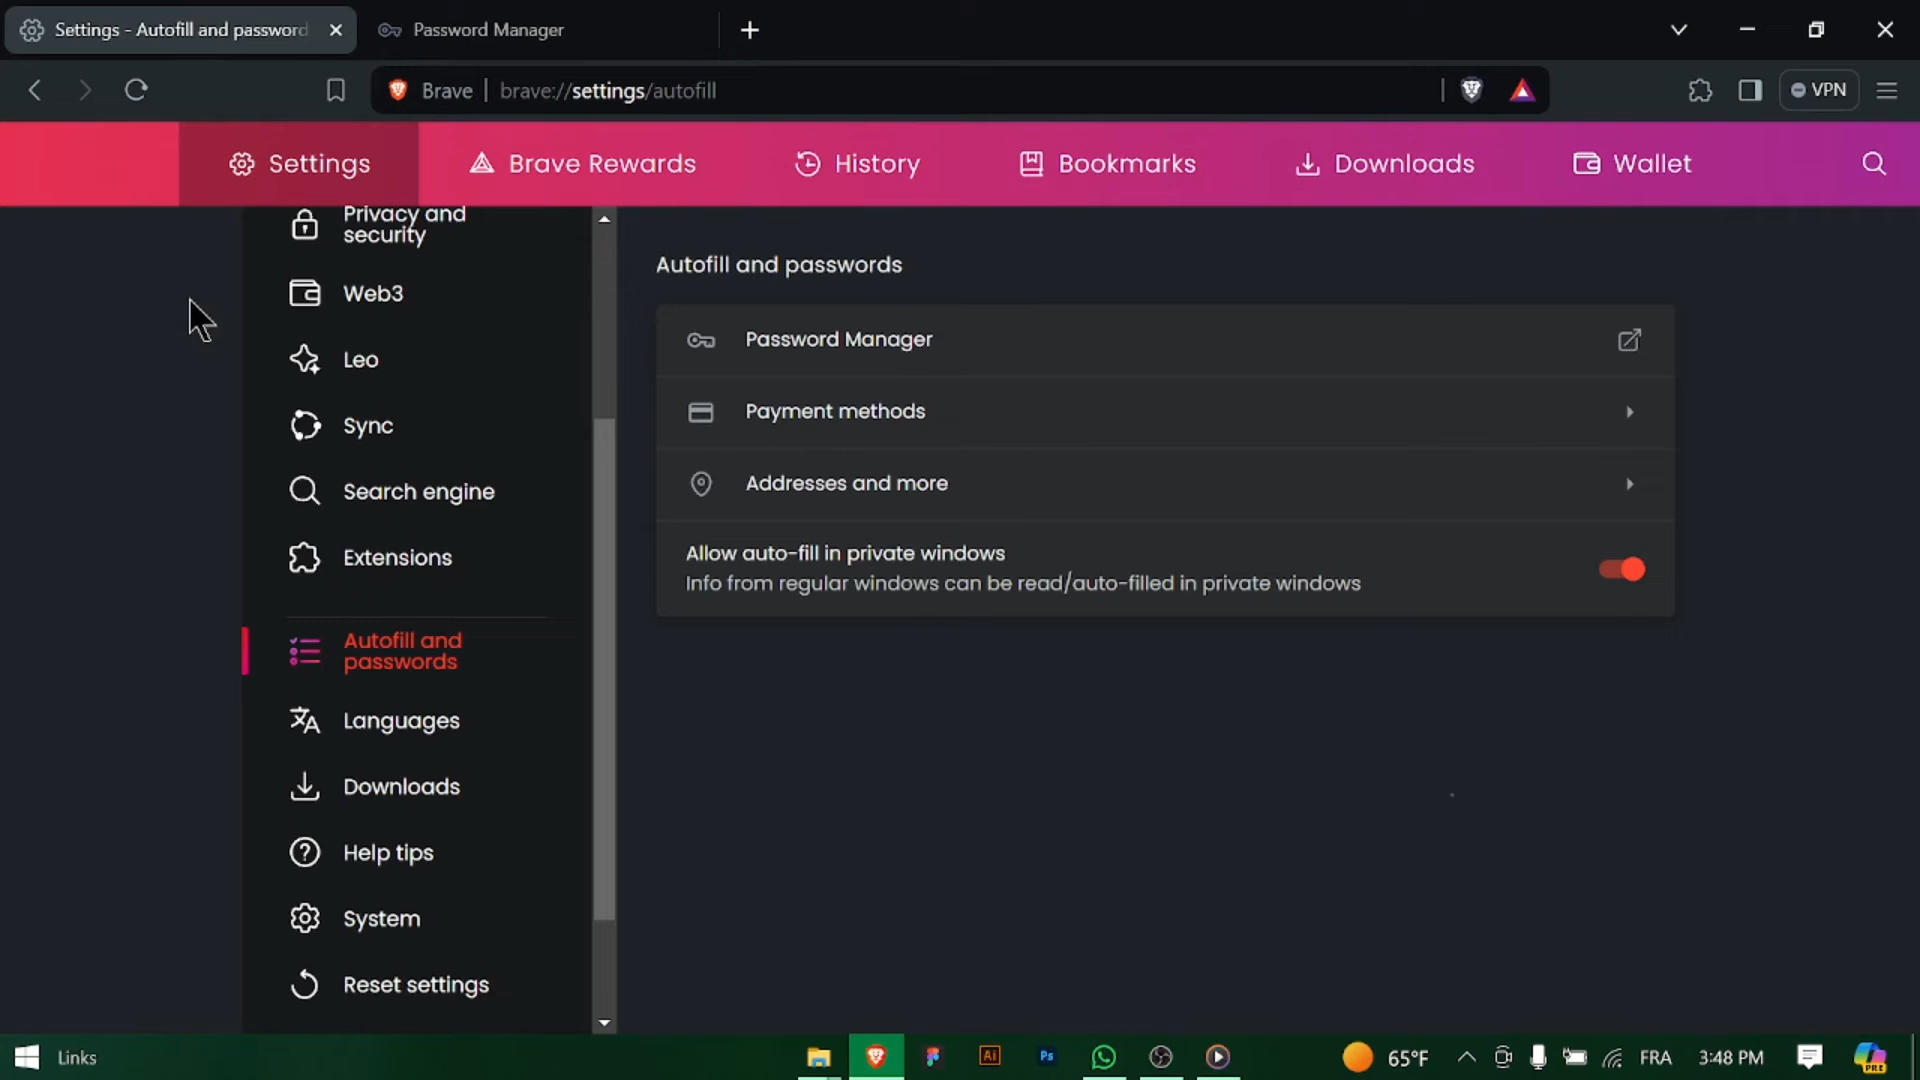 Settings - Autofill and password
Password Manager
Brave
brave://settings/autofill
VPN
Settings
Brave Rewards
History
Bookmarks
Downloads
Wallet
Privacy and
security
Web3
Leo
Sync
Search engine
Extensions
Autofill and
passwords
Languages
Downloads
Help tips
System
Reset settings
Autofill and passwords
Password Manager
Payment methods
Addresses and more
Allow auto-fill in private windows
Info from regular windows can be read/auto-filled in private windows
Links
Ai
Ps
65°F
FRA
3:48 PM
PRE